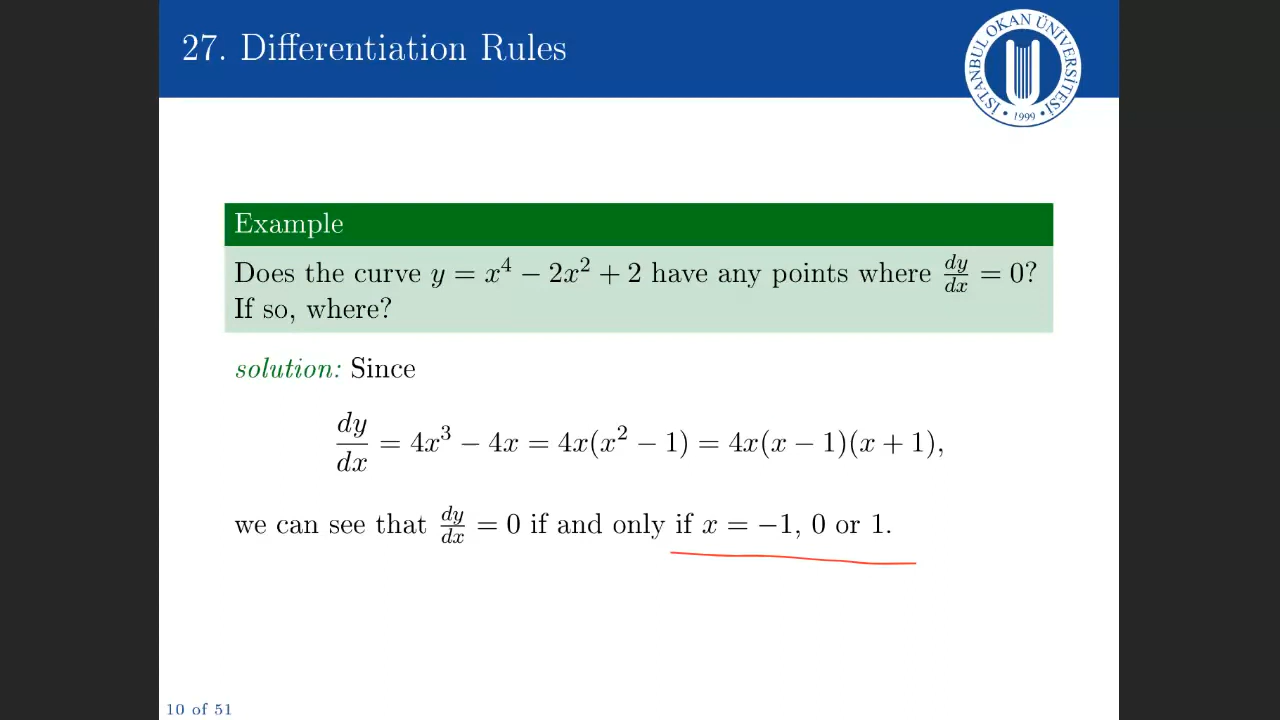 27. Differentiation Rules
İSTANBUL OKAN ÜNİVERSİTESİ
• 1999 •
Example
Does the curve y = x⁴ − 2x² + 2 have any points where dy/dx = 0?
If so, where?
solution: Since
dy/dx = 4x³ − 4x = 4x(x² − 1) = 4x(x − 1)(x + 1),
we can see that dy/dx = 0 if and only if x = −1, 0 or 1.
10 of 51